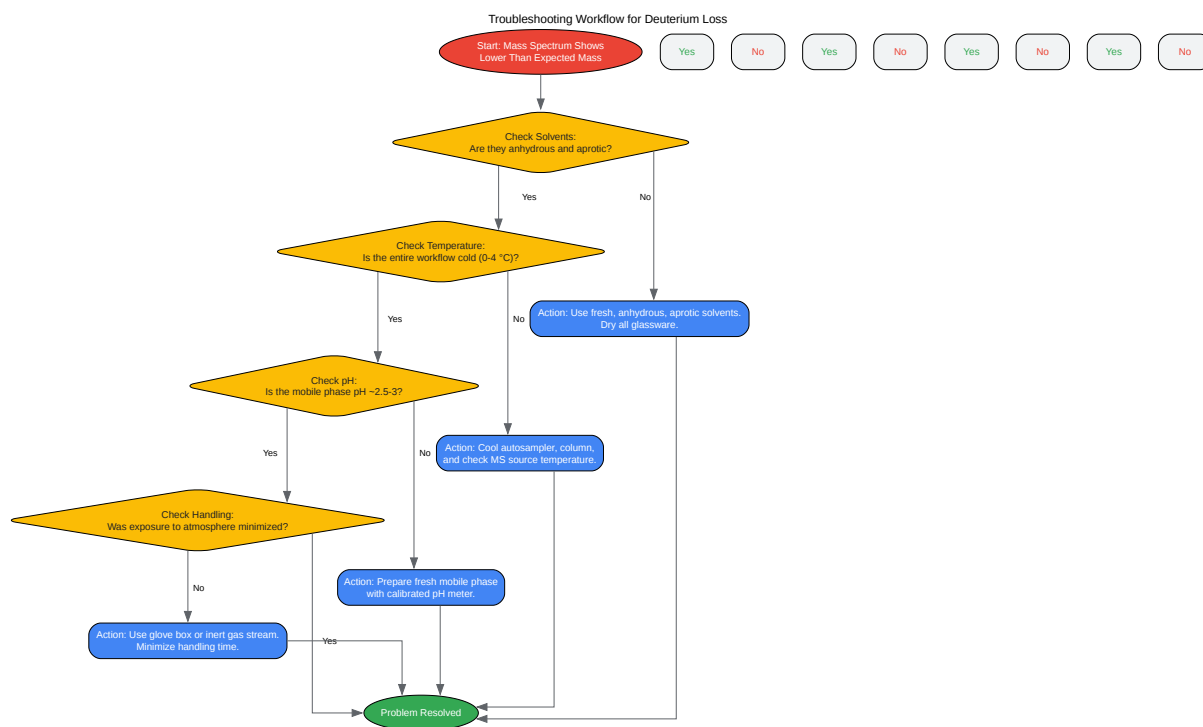 Troubleshooting Workflow for Deuterium Loss
Start: Mass Spectrum Shows
Lower Than Expected Mass
Yes
No
Yes
No
Yes
No
Yes
No
Check Solvents:
Are they anhydrous and aprotic?
Yes
No
Check Temperature:
Is the entire workflow cold (0-4 °C)?
Yes
No
Action: Use fresh, anhydrous, aprotic solvents.
Dry all glassware.
Check pH:
Is the mobile phase pH ~2.5-3?
Yes
No
Action: Cool autosampler, column,
and check MS source temperature.
Check Handling:
Was exposure to atmosphere minimized?
No
Action: Prepare fresh mobile phase
with calibrated pH meter.
Action: Use glove box or inert gas stream.
Minimize handling time.
Yes
Problem Resolved